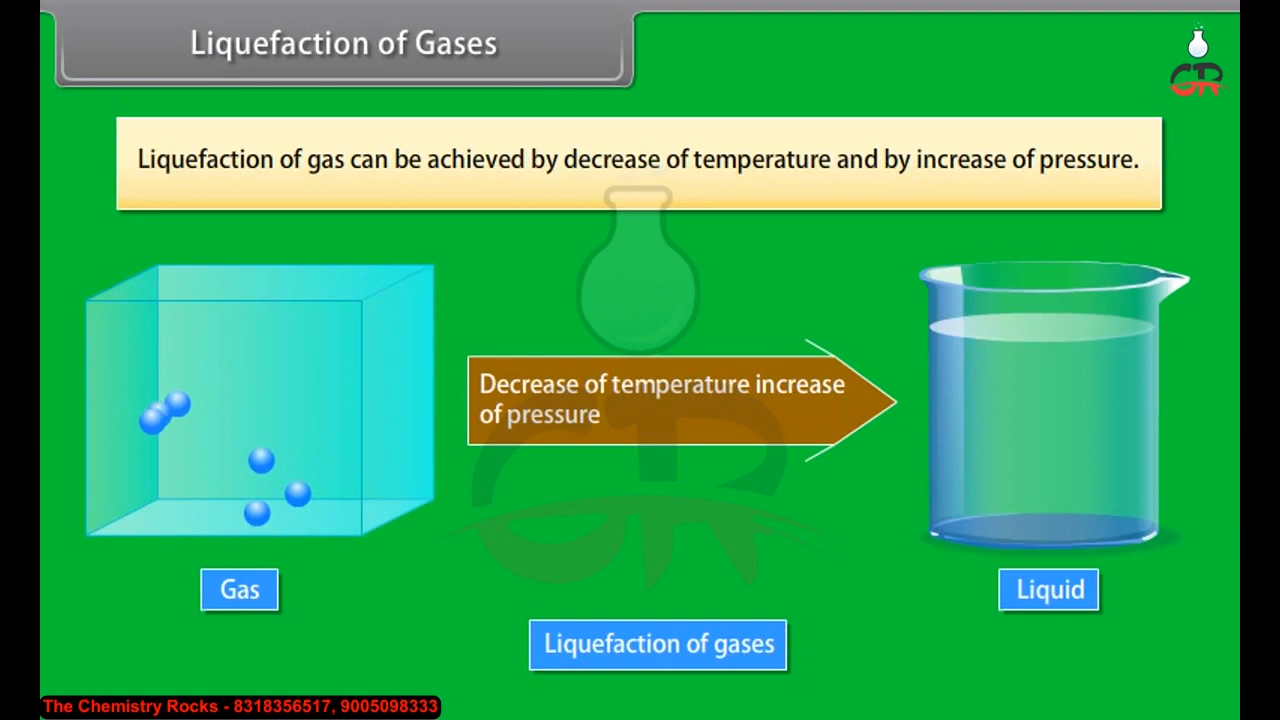 Liquefaction of Gases
Liquefaction of gas can be achieved by decrease of temperature and by increase of pressure.
Decrease of temperature increase
of pressure
Gas
Liquid
Liquefaction of gases
The Chemistry Rocks - 8318356517, 9005098333